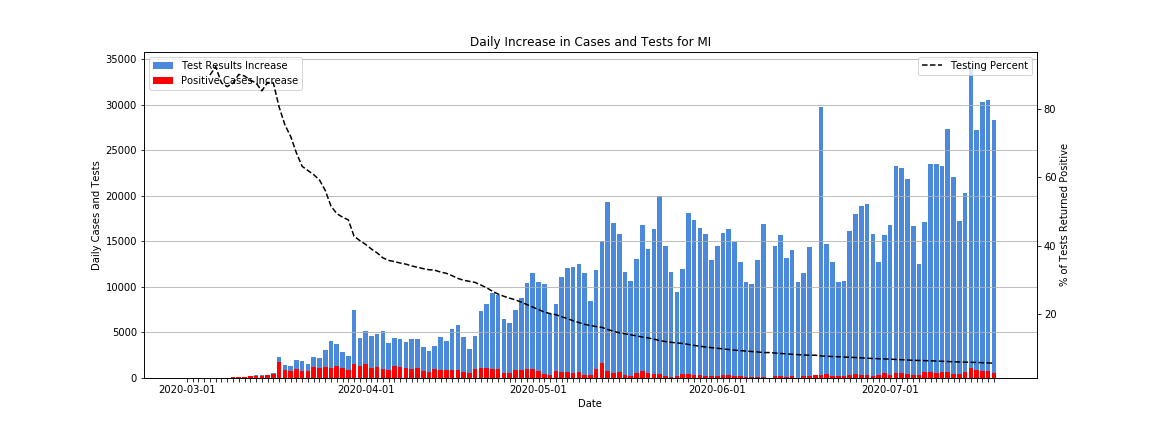 Daily Increase in Cases and Tests for MI
Test Results Increase
Positive Cases Increase
Testing Percent
35000
30000
25000
20000
15000
10000
5000
0
Daily Cases and Tests
80
60
40
20
% of Tests Returned Positive
2020-03-01
2020-04-01
2020-05-01
2020-06-01
2020-07-01
Date